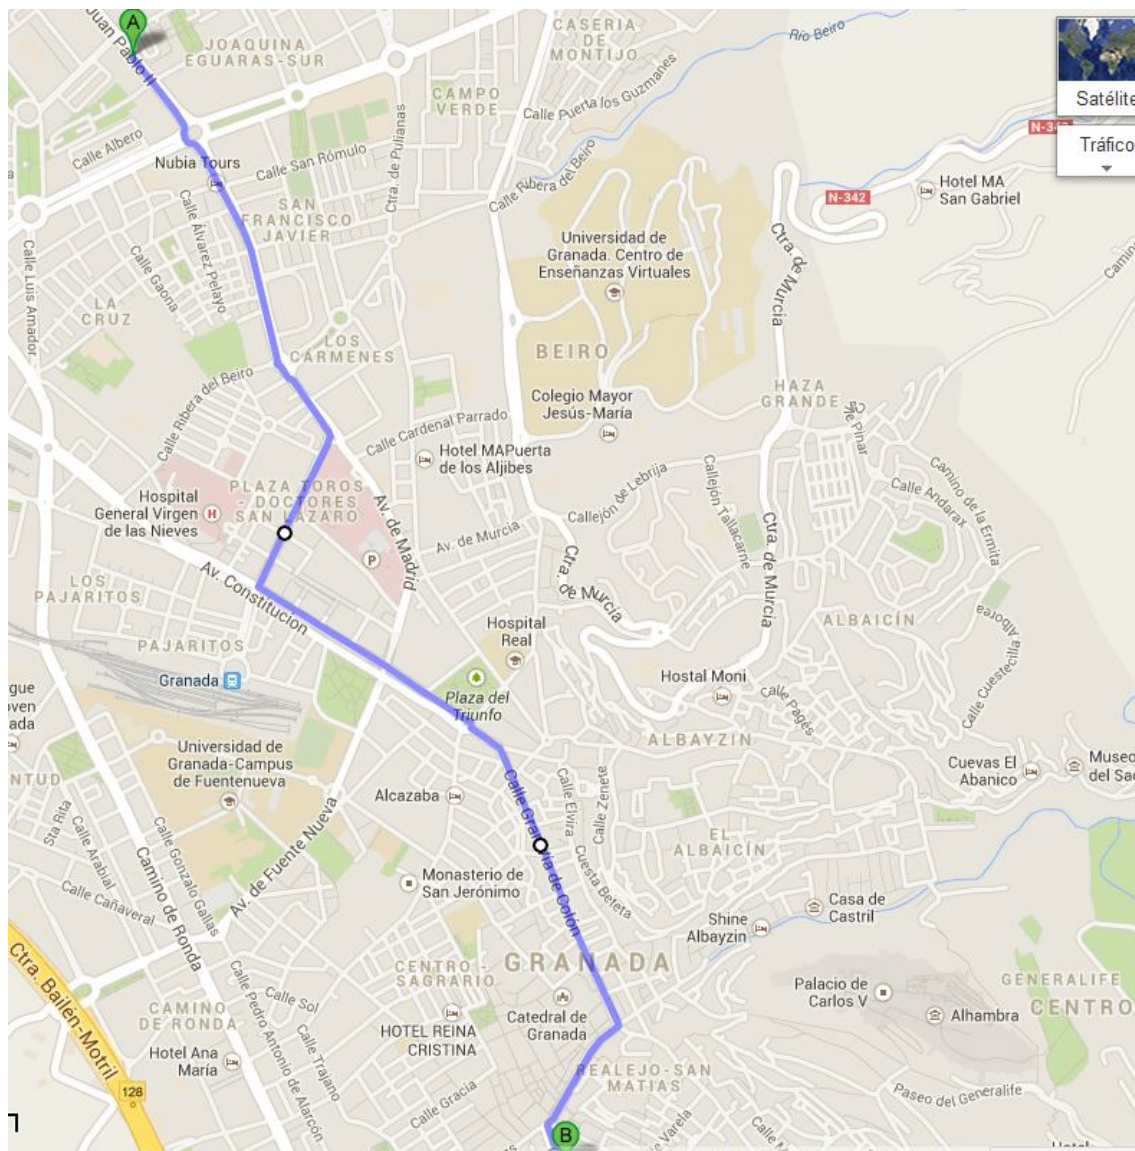 A
Juan Pablo II
JOAQUINA
EGUARAS-SUR
CASERIA
DE
MONTIJO
Río Beiro
Satélite
Tráfico
N-342
CAMPO
VERDE
Calle Puerta los Guzmanes
Calle Albero
Nubia Tours
Calle San Rómulo
Ctra. de Pulianas
Calle Ribera del Beiro
Hotel MA
San Gabriel
N-342
SAN
FRANCISCO
JAVIER
Calle Álvarez Pelayo
Calle Gaona
Calle Luis Amador
Universidad de
Granada. Centro de
Enseñanzas Virtuales
Ctra. de Murcia
LA
CRUZ
LOS
CÁRMENES
BEIRO
Calle Ribera del Beiro
Colegio Mayor
Jesús-María
HAZA
GRANDE
Calle Cardenal Parrado
Hotel MAPuerta
de los Aljibes
Callejón de Lebrija
Callejón Tallacarne
Camino de la Ermita
Calle Andarax
PLAZA TOROS
- DOCTORES
SAN LÁZARO
Hospital
General Virgen
de las Nieves
H
P
Av. de Madrid
Av. de Murcia
Ctra. de Murcia
Ctra. de Murcia
LOS
PAJARITOS
Av. Constitucion
PAJARITOS
Granada
Hospital
Real
ALBAICÍN
Plaza del
Triunfo
Hostal Moni
Calle Pagés
Calle Cuestecilla Alborea
ALBAYZIN
Universidad de
Granada-Campus
de Fuentenueva
Cuevas El
Abanico
Museo
del Sac
Alcazaba
Calle Gran Vía de Colón
Calle Elvira
Calle Zenete
Cuesta Beteta
EL
ALBAICÍN
Sta Rita
Calle Arabial
Calle Cañaveral
Calle Gonzalo Gallas
Camino de Ronda
Av. de Fuente Nueva
Monasterio de
San Jerónimo
Casa de
Castril
Shine
Albayzin
Ctra. Bailén-Motril
CENTRO -
SAGRARIO
GRANADA
Palacio de
Carlos V
GENERALIFE
CENTRO
Alhambra
CAMINO
DE RONDA
Calle Sol
Calle Pedro Antonio de Alarcón
Calle Trajano
HOTEL REINA
CRISTINA
Catedral de
Granada
Hotel Ana
María
128
Calle Gracia
REALEJO-SAN
MATIAS
Paseo del Generalife
B